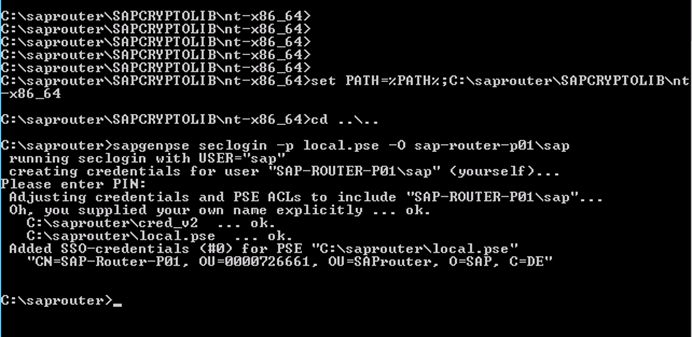 C:\saprouter\SAPCRYPTOLIB\nt-x86_64>
C:\saprouter\SAPCRYPTOLIB\nt-x86_64>
C:\saprouter\SAPCRYPTOLIB\nt-x86_64>
C:\saprouter\SAPCRYPTOLIB\nt-x86_64>
C:\saprouter\SAPCRYPTOLIB\nt-x86_64>
C:\saprouter\SAPCRYPTOLIB\nt-x86_64>set PATH=%PATH%;C:\saprouter\SAPCRYPTOLIB\nt
-x86_64
C:\saprouter\SAPCRYPTOLIB\nt-x86_64>cd ..\..
C:\saprouter>sapgenpse seclogin -p local.pse -O sap-router-p01\sap
running seclogin with USER="sap"
creating credentials for user "SAP-ROUTER-P01\sap" (yourself)...
Please enter PIN:
Adjusting credentials and PSE ACLs to include "SAP-ROUTER-P01\sap"...
Oh, you supplied your own name explicitly ... ok.
C:\saprouter\cred_v2 ... ok.
C:\saprouter\local.pse ... ok.
Added SSO-credentials (#0) for PSE "C:\saprouter\local.pse"
"CN=SAP-Router-P01, OU=0000726661, OU=SAProuter, O=SAP, C=DE"
C:\saprouter>_